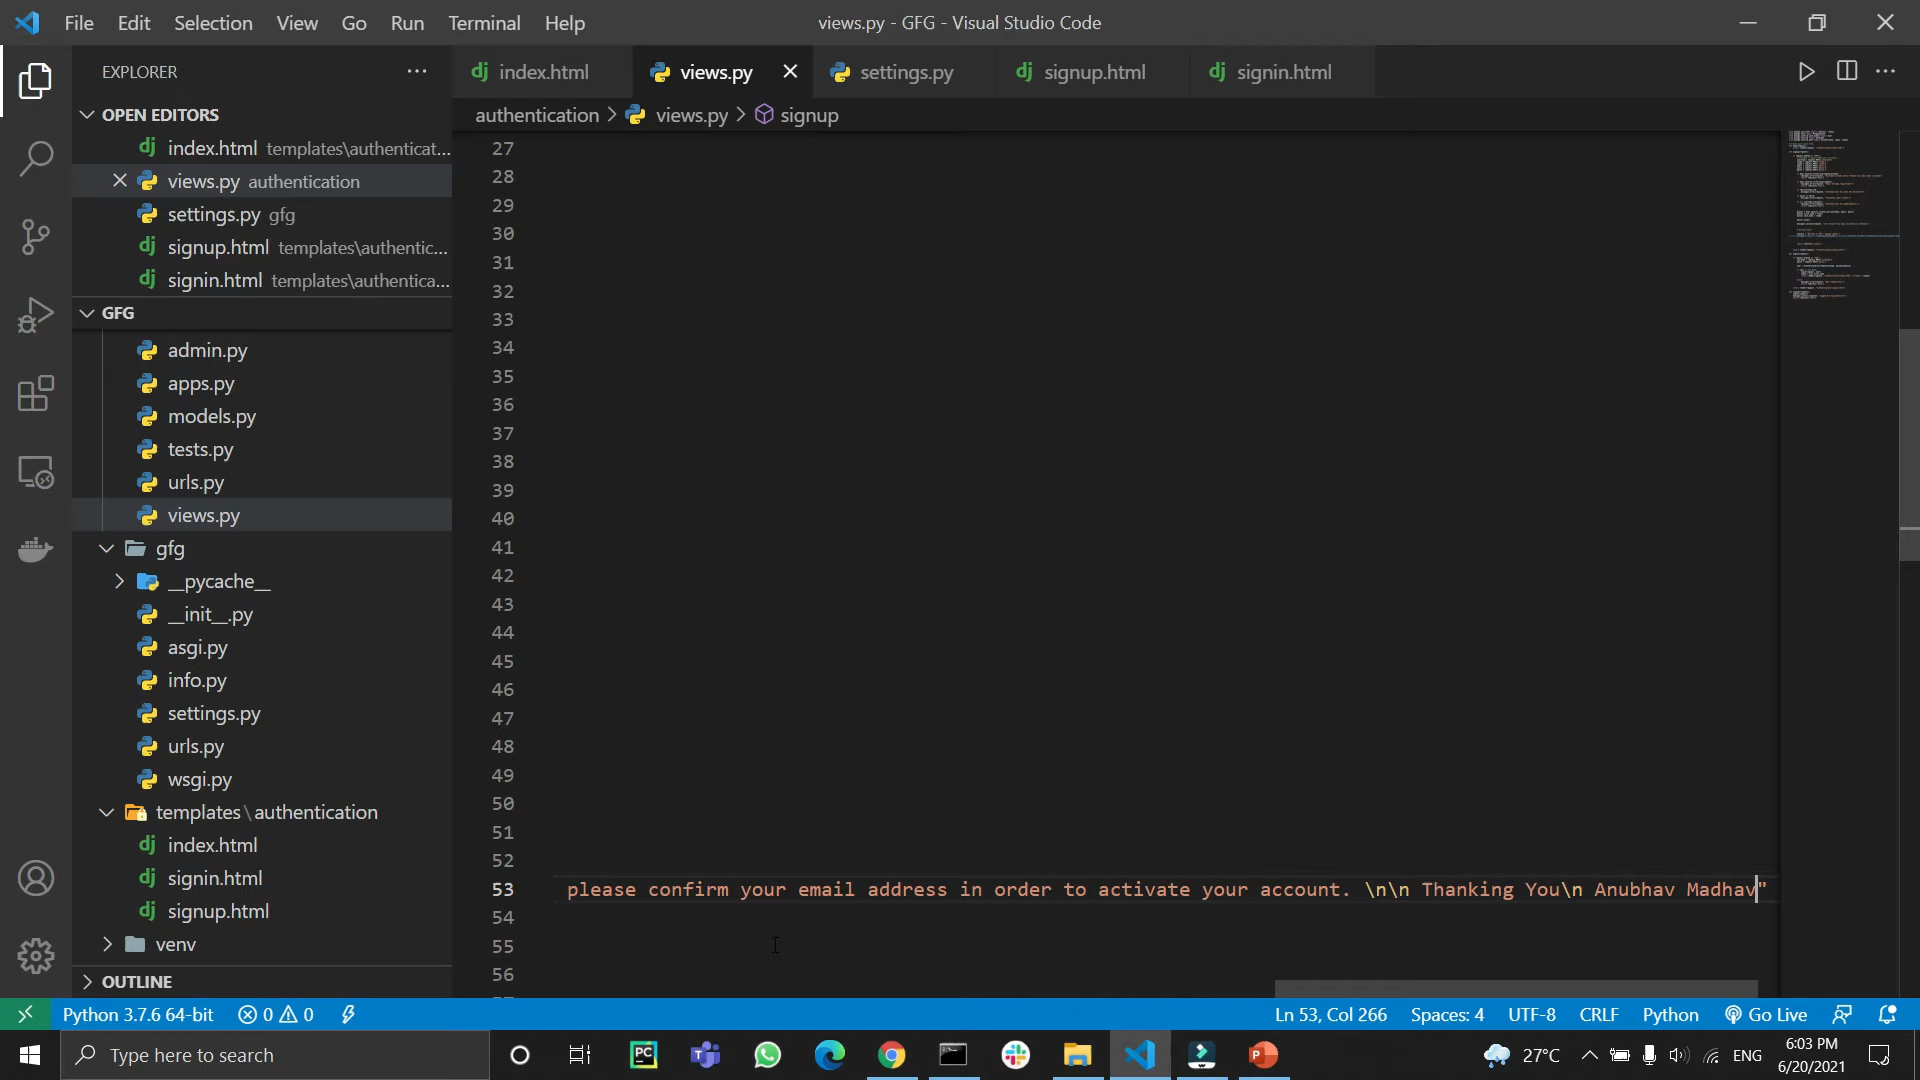 File Edit Selection View Go Run Terminal Help
views.py - GFG - Visual Studio Code
EXPLORER
index.html
views.py
settings.py
signup.html
signin.html
authentication > views.py > signup
OPEN EDITORS
index.html templates\authenticat...
views.py authentication
settings.py gfg
signup.html templates\authentic...
signin.html templates\authentica...
GFG
admin.py
apps.py
models.py
tests.py
urls.py
views.py
gfg
__pycache__
__init__.py
asgi.py
info.py
settings.py
urls.py
wsgi.py
templates\authentication
index.html
signin.html
signup.html
venv
OUTLINE
27
28
29
30
31
32
33
34
35
36
37
38
39
40
41
42
43
44
45
46
47
48
49
50
51
52
53 please confirm your email address in order to activate your account. \n\n Thanking You\n Anubhav Madhav"
54
55
56
Python 3.7.6 64-bit 0 0
Ln 53, Col 266 Spaces: 4 UTF-8 CRLF Python Go Live
Type here to search
27°C ENG
6:03 PM
6/20/2021